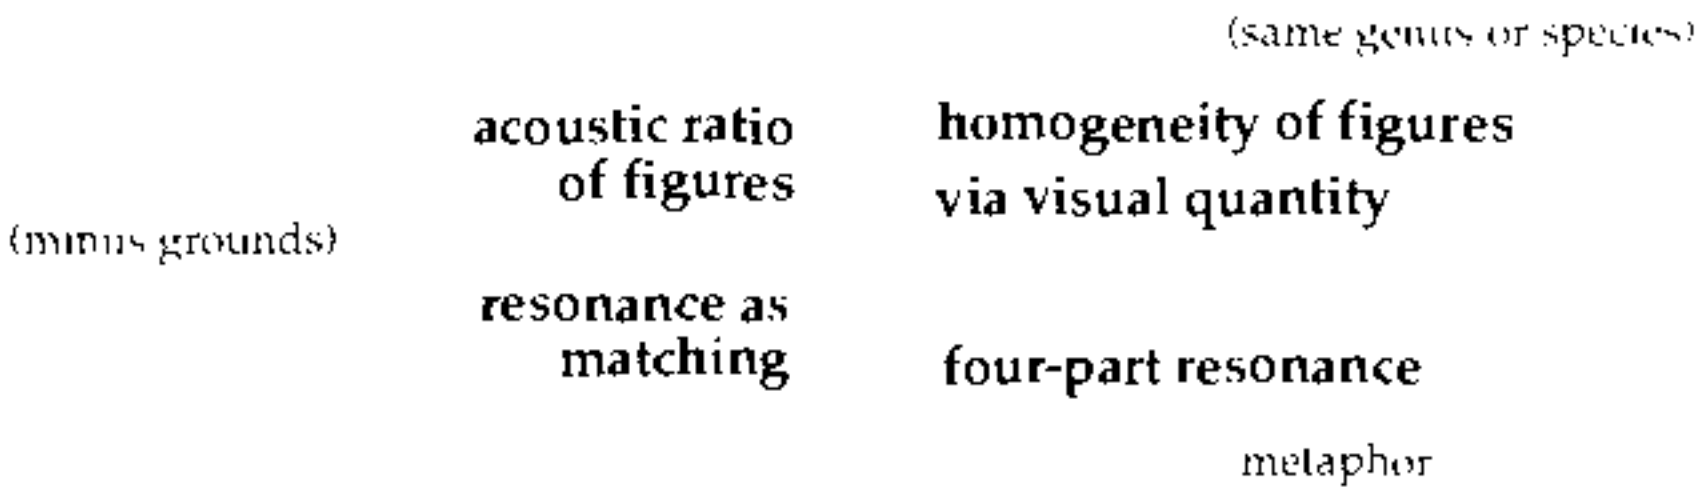 (same genus or species)
acoustic ratio
of figures
homogeneity of figures
via visual quantity
(minus grounds)
resonance as
matching
four-part resonance
metaphor